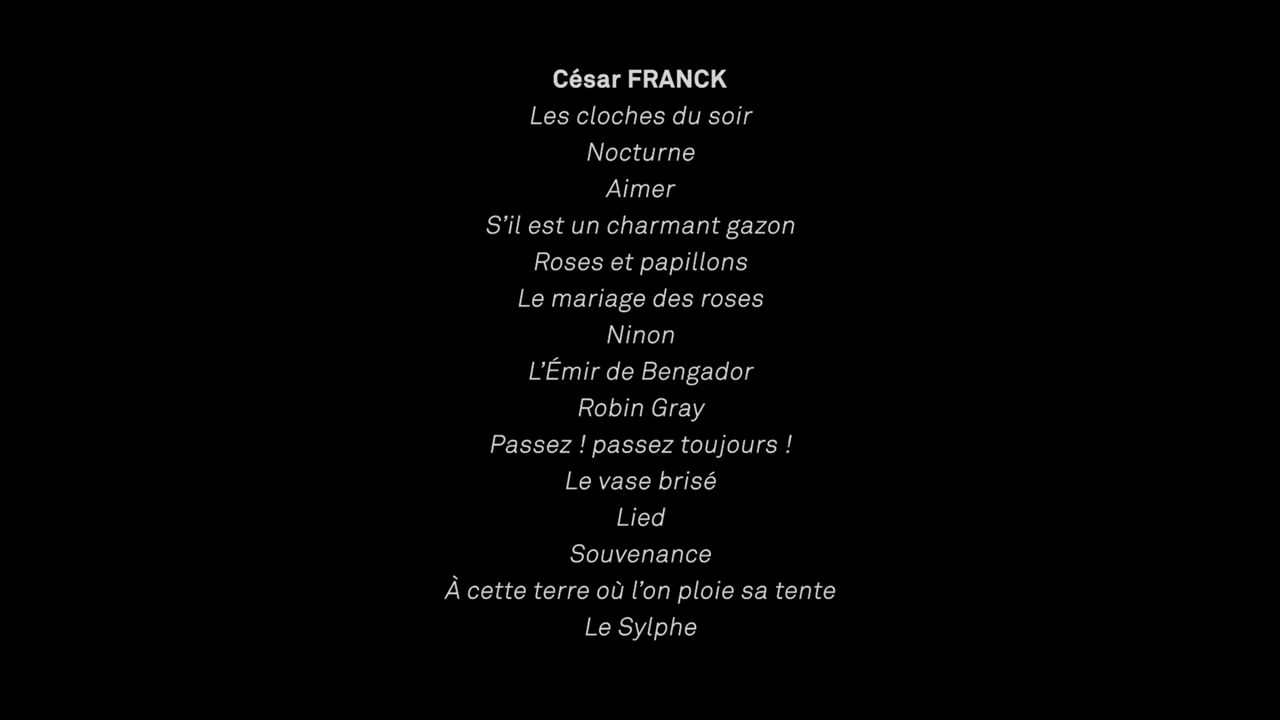 César FRANCK
Les cloches du soir
Nocturne
Aimer
S’il est un charmant gazon
Roses et papillons
Le mariage des roses
Ninon
L’Émir de Bengador
Robin Gray
Passez ! passez toujours !
Le vase brisé
Lied
Souvenance
À cette terre où l’on ploie sa tente
Le Sylphe